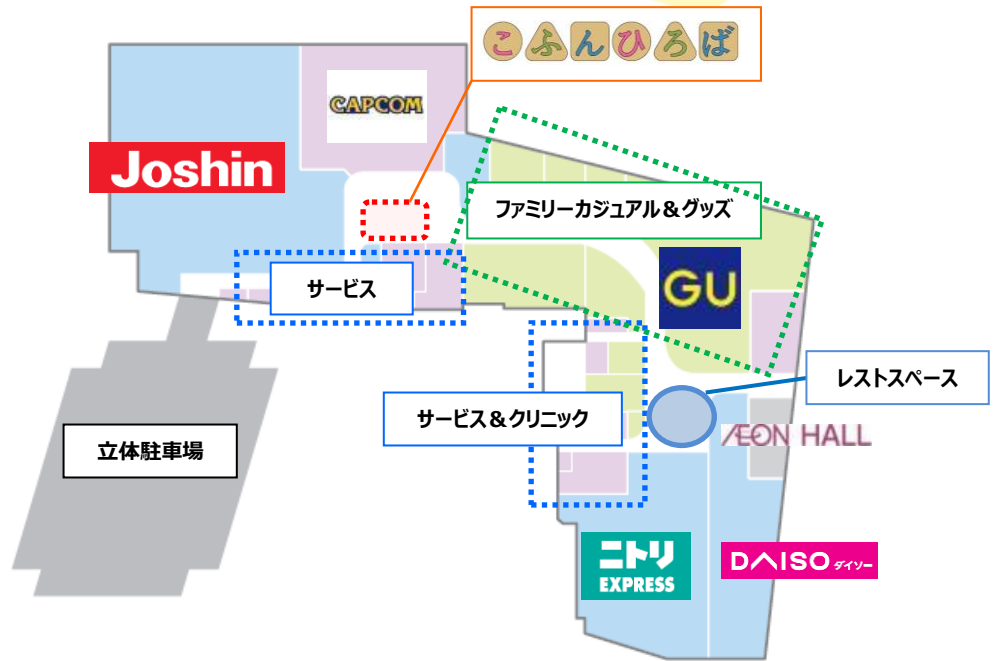 こふんひろば
CAPCOM
Joshin
ファミリーカジュアル＆グッズ
GU
サービス
レストスペース
サービス＆クリニック
ÆON HALL
立体駐車場
ニトリ
EXPRESS
DAISO ダイソー